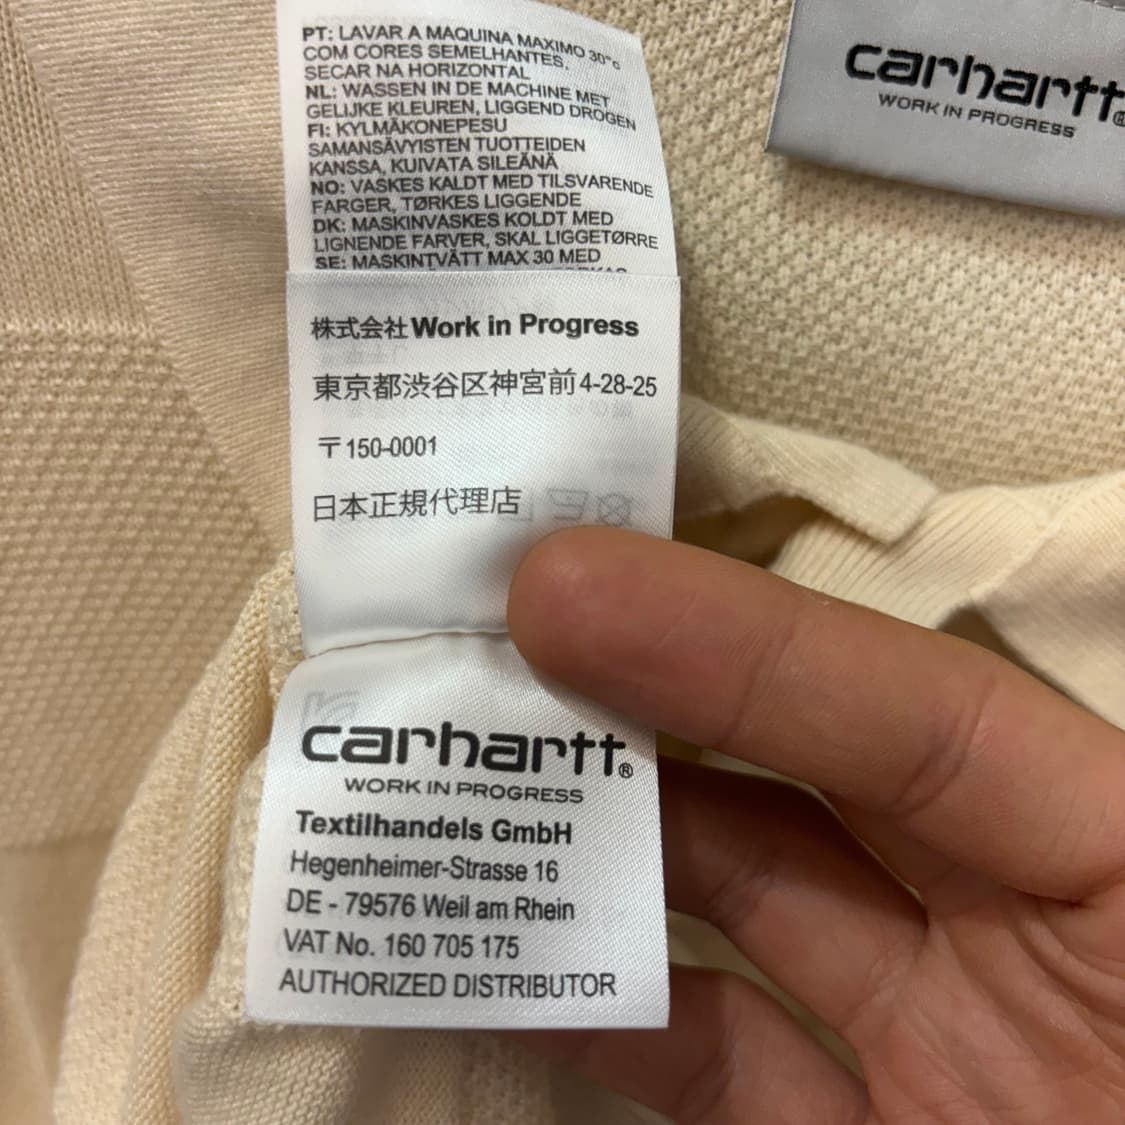 PT: LAVAR A MAQUINA MAXIMO 30°c
COM CORES SEMELHANTES,
SECAR NA HORIZONTAL
NL: WASSEN IN DE MACHINE MET
GELIJKE KLEUREN, LIGGEND DROGEN
FI: KYLMÄKONEPESU
SAMANSÄVYISTEN TUOTTEIDEN
KANSSA, KUIVATA SILEÄNÄ
NO: VASKES KALDT MED TILSVARENDE
FARGER, TØRKES LIGGENDE
DK: MASKINVASKES KOLDT MED
LIGNENDE FARVER, SKAL LIGGETØRRE
SE: MASKINTVÄTT MAX 30 MED
株式会社Work in Progress
東京都渋谷区神宮前4-28-25
〒150-0001
日本正規代理店
carhartt®
WORK IN PROGRESS
Textilhandels GmbH
Hegenheimer-Strasse 16
DE - 79576 Weil am Rhein
VAT No. 160 705 175
AUTHORIZED DISTRIBUTOR
carhartt®
WORK IN PROGRESS